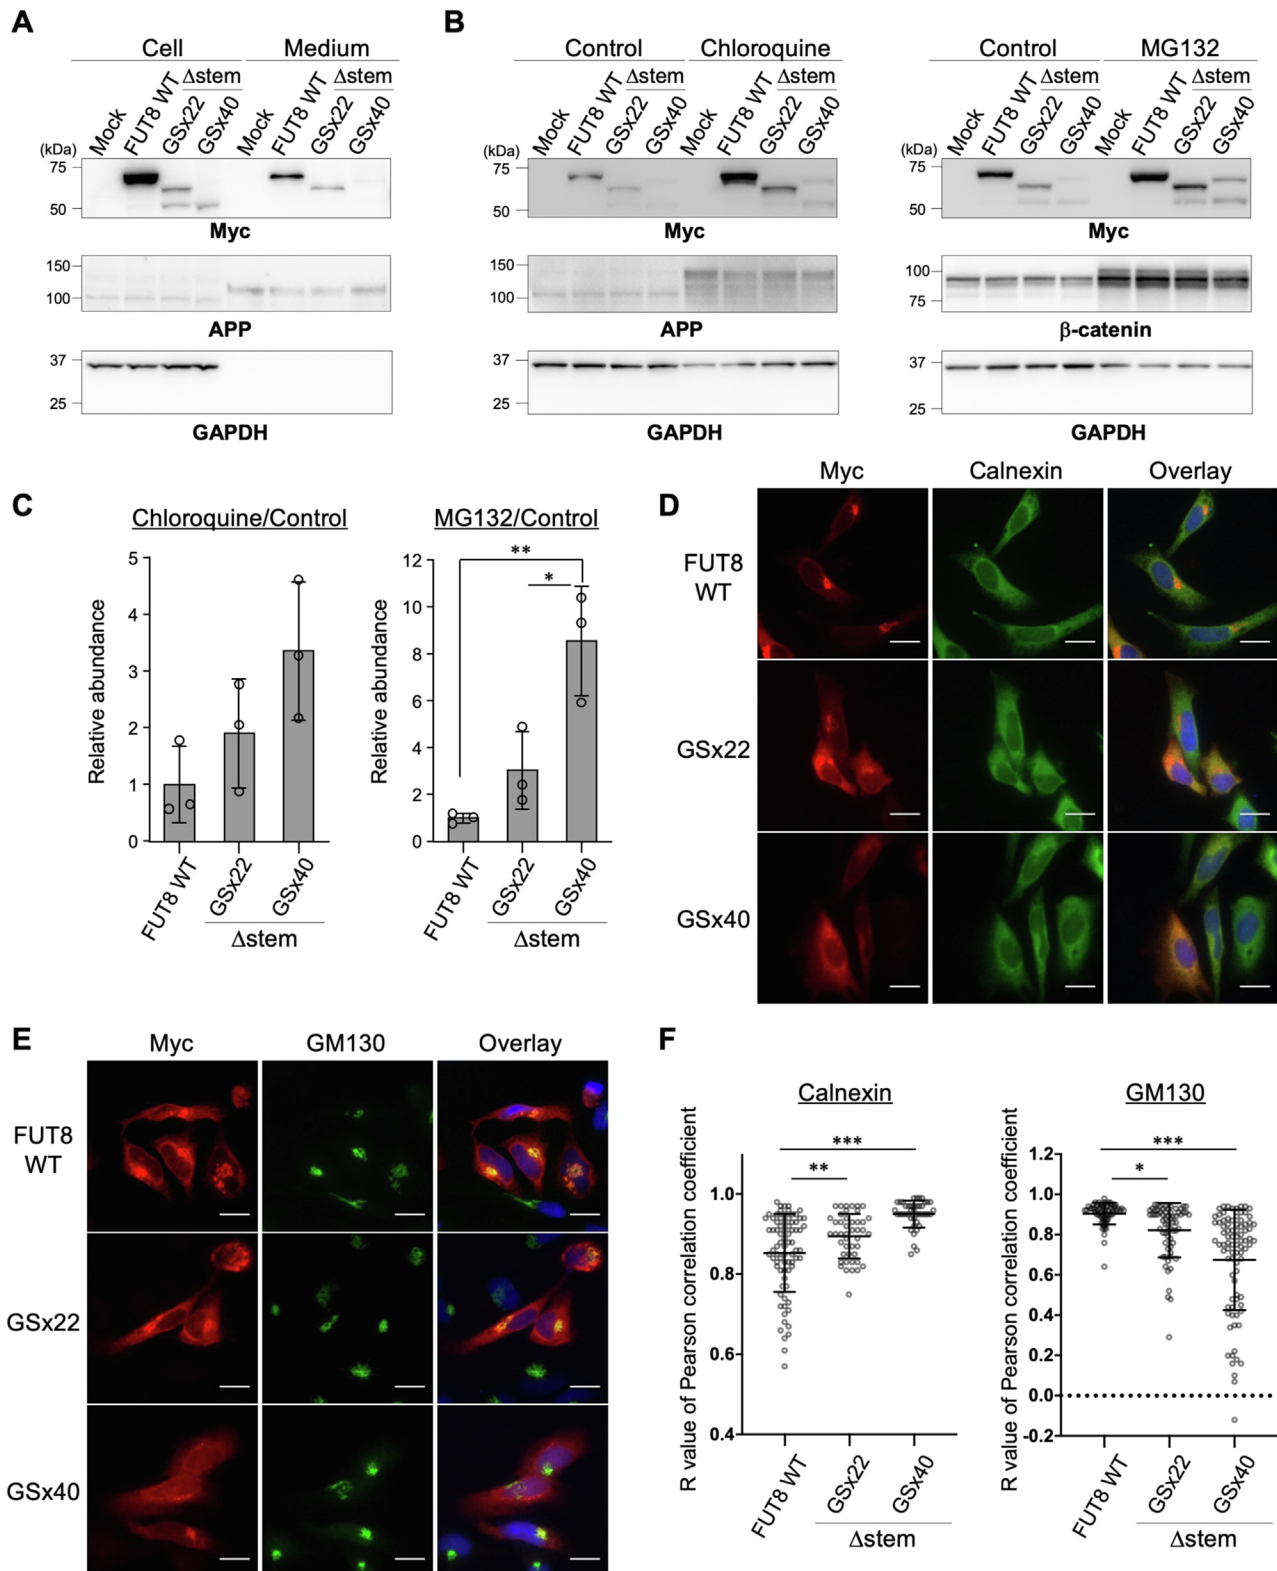 A
Cell Medium
Δstem Δstem
Mock FUT8 WT GSx22 GSx40 Mock FUT8 WT GSx22 GSx40
(kDa)
75
50
Myc
150
100
APP
37
25
GAPDH
B
Control Chloroquine
Δstem Δstem
Mock FUT8 WT GSx22 GSx40 Mock FUT8 WT GSx22 GSx40
(kDa)
75
50
Myc
150
100
APP
37
25
GAPDH
Control MG132
Δstem Δstem
Mock FUT8 WT GSx22 GSx40 Mock FUT8 WT GSx22 GSx40
(kDa)
75
50
Myc
100
75
β-catenin
37
25
GAPDH
C
Chloroquine/Control
Relative abundance
5
4
3
2
1
0
FUT8 WT GSx22 GSx40
Δstem
MG132/Control
Relative abundance
12
10
8
6
4
2
0
**
*
FUT8 WT GSx22 GSx40
Δstem
D
Myc Calnexin Overlay
FUT8
WT
GSx22
GSx40
E
Myc GM130 Overlay
FUT8
WT
GSx22
GSx40
F
Calnexin
R value of Pearson correlation coefficient
***
**
1.0
0.8
0.6
0.4
FUT8 WT GSx22 GSx40
Δstem
GM130
R value of Pearson correlation coefficient
***
*
1.2
1.0
0.8
0.6
0.4
0.2
0.0
-0.2
FUT8 WT GSx22 GSx40
Δstem